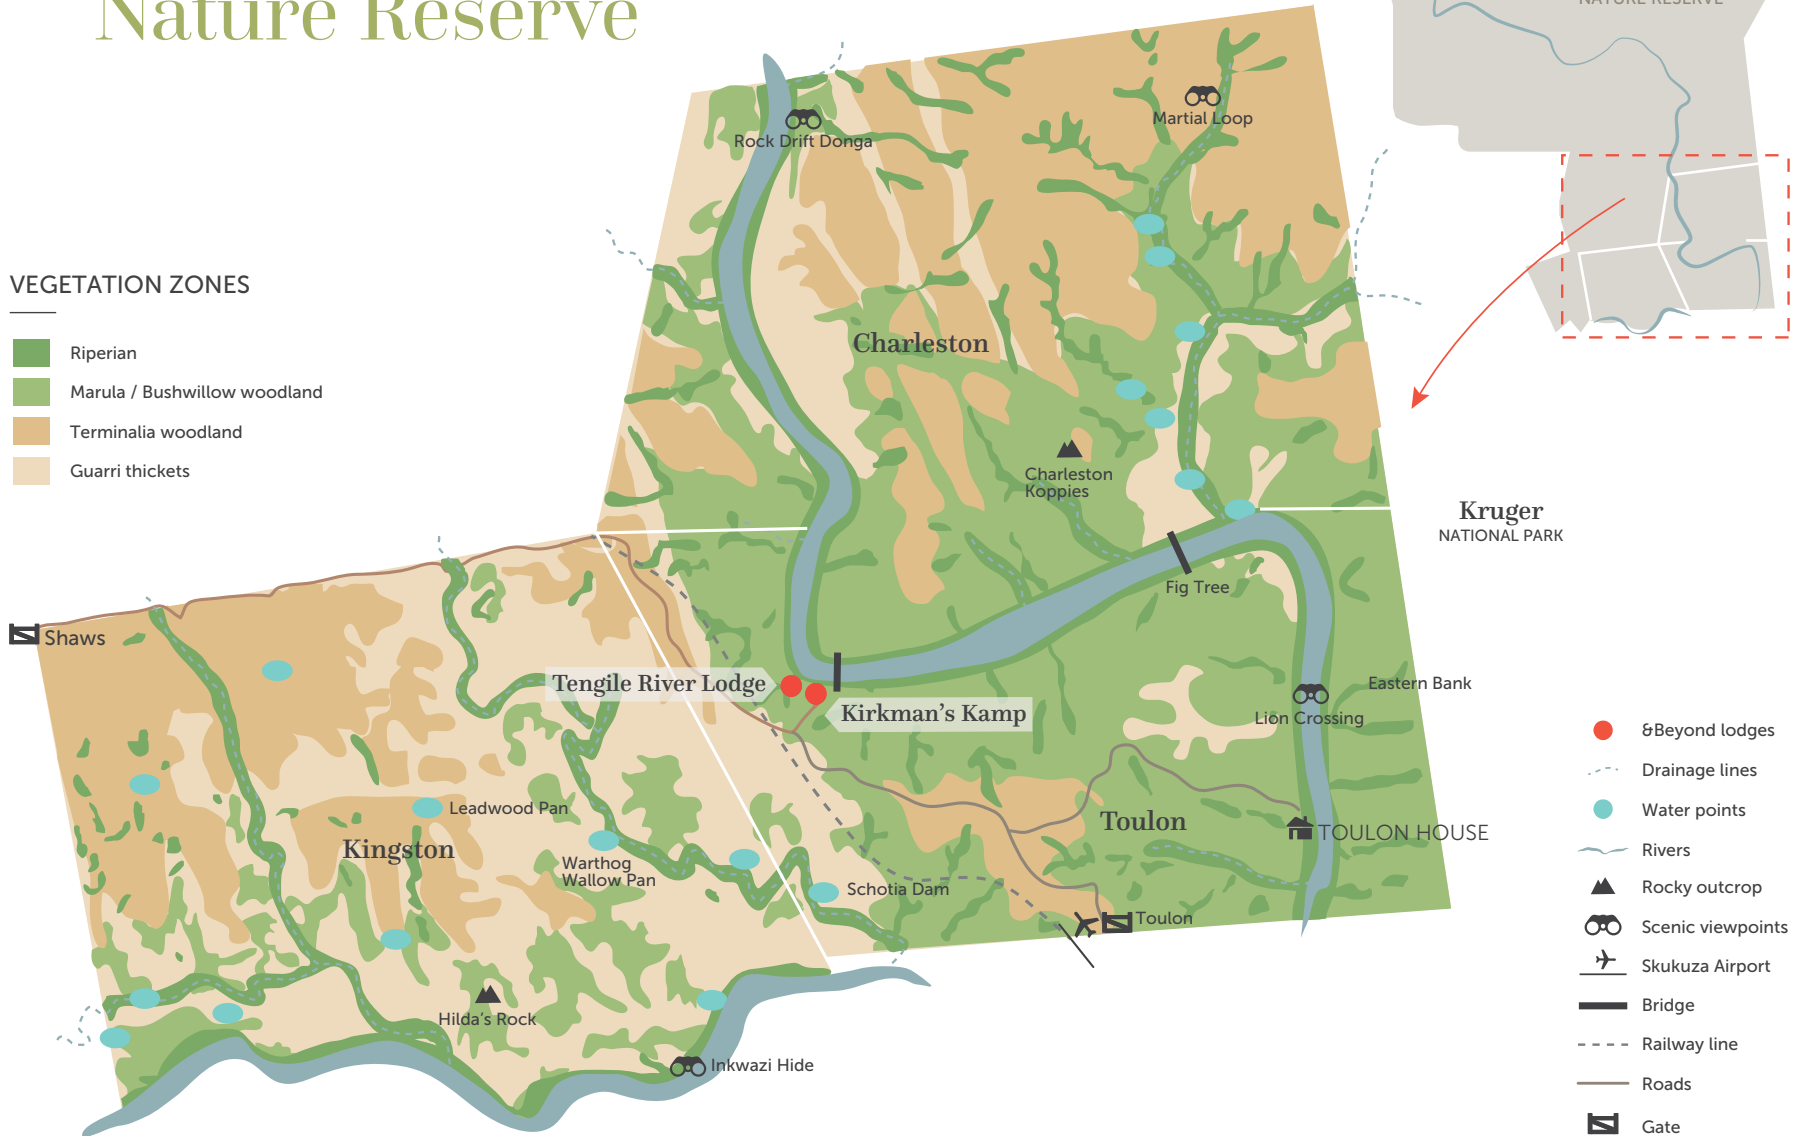 Nature Reserve
NATURE RESERVE
VEGETATION ZONES
Riperian
Marula / Bushwillow woodland
Terminalia woodland
Guarri thickets
Rock Drift Donga
Martial Loop
Charleston
Charleston
Koppies
Kruger
NATIONAL PARK
Fig Tree
Shaws
Tengile River Lodge
Kirkman's Kamp
Eastern Bank
Lion Crossing
Leadwood Pan
Kingston
Warthog
Wallow Pan
Toulon
TOULON HOUSE
Schotia Dam
Toulon
Hilda's Rock
Inkwazi Hide
&Beyond lodges
Drainage lines
Water points
Rivers
Rocky outcrop
Scenic viewpoints
Skukuza Airport
Bridge
Railway line
Roads
Gate